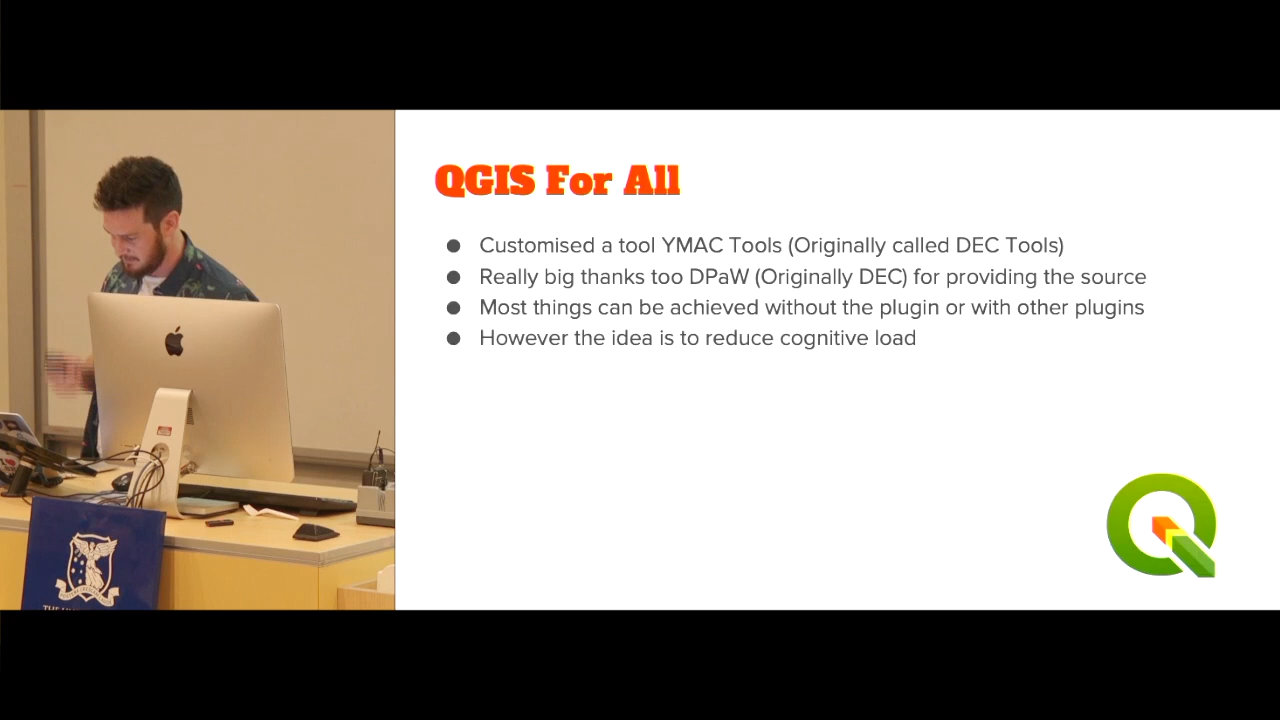 QGIS For All
● Customised a tool YMAC Tools (Originally called DEC Tools)
● Really big thanks too DPaW (Originally DEC) for providing the source
● Most things can be achieved without the plugin or with other plugins
● However the idea is to reduce cognitive load